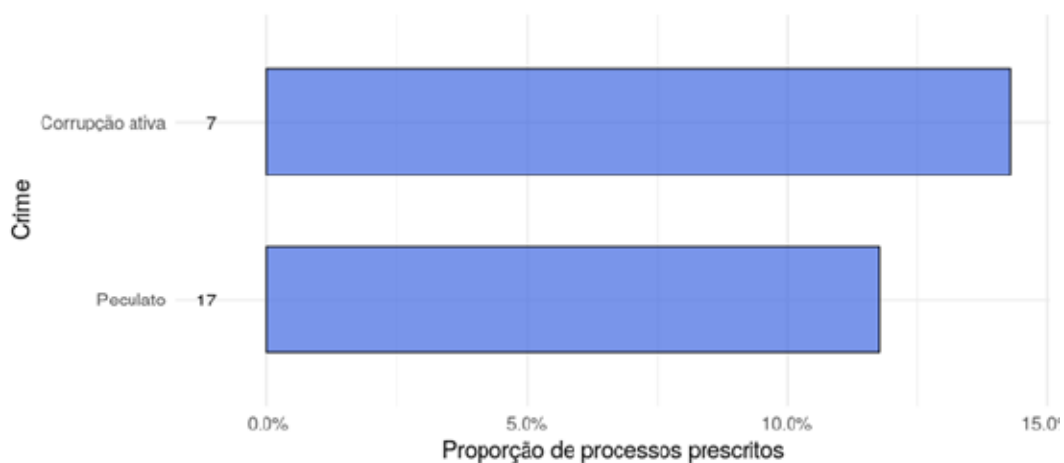 Crime
Corrupção ativa 7
Peculato 17
0.0% 5.0% 10.0% 15.0%
Proporção de processos prescritos